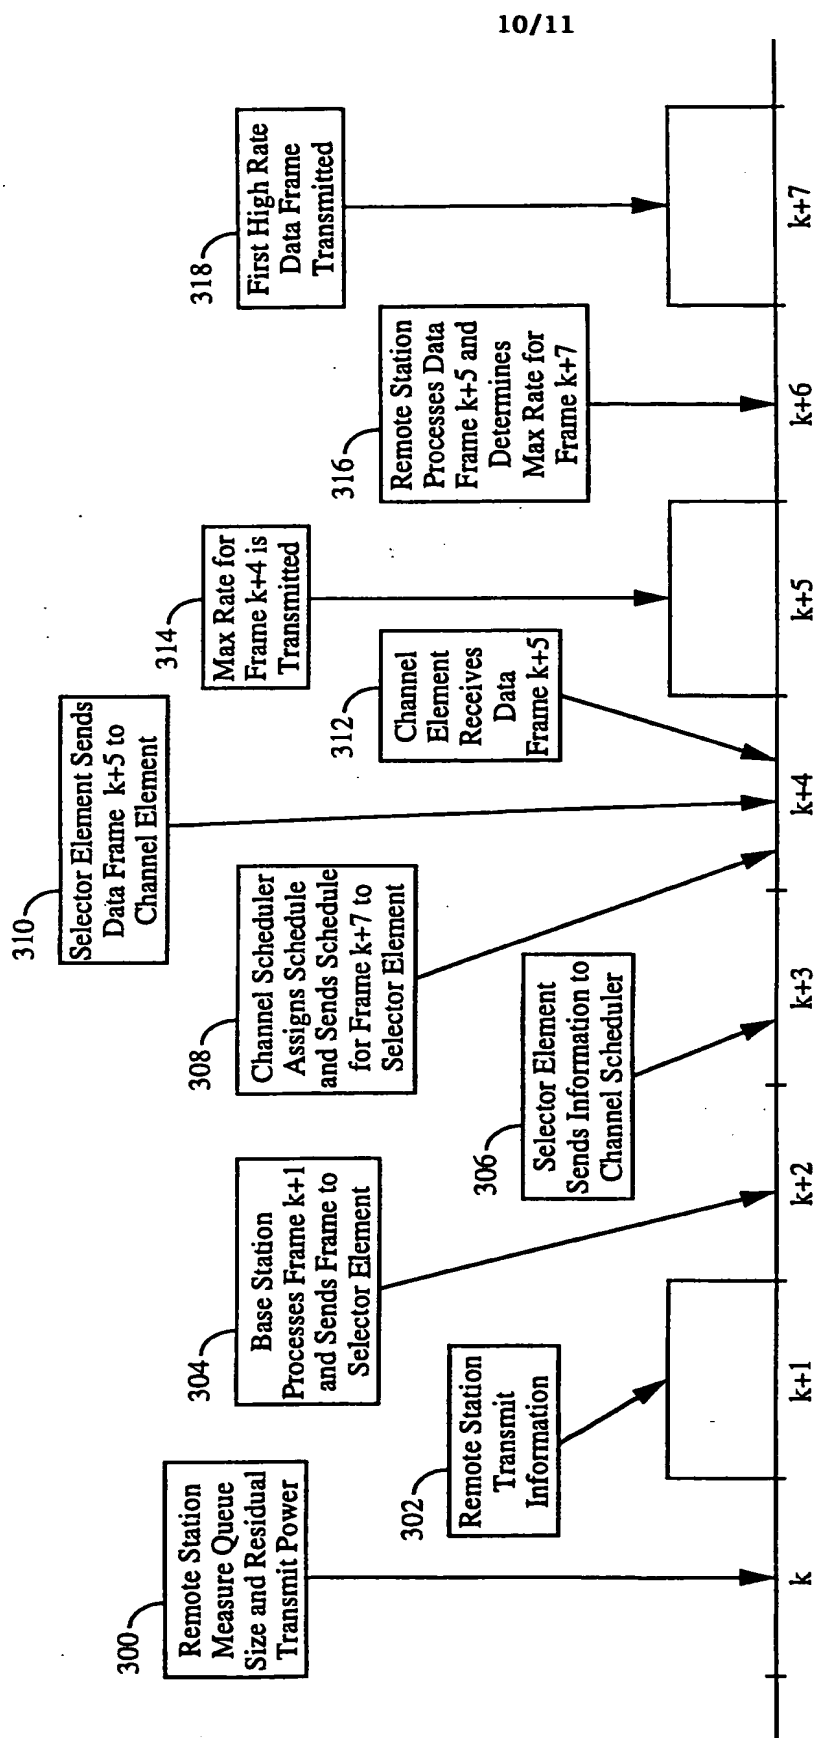 10/11
300
Remote Station
Measure Queue
Size and Residual
Transmit Power
302
Remote Station
Transmit
Information
304
Base Station
Processes Frame k+1
and Sends Frame to
Selector Element
306
Selector Element
Sends Information to
Channel Scheduler
308
Channel Scheduler
Assigns Schedule
and Sends Schedule
for Frame k+7 to
Selector Element
310
Selector Element Sends
Data Frame k+5 to
Channel Element
312
Channel
Element
Receives
Data
Frame k+5
314
Max Rate for
Frame k+4 is
Transmitted
316
Remote Station
Processes Data
Frame k+5 and
Determines
Max Rate for
Frame k+7
318
First High Rate
Data Frame
Transmitted
k
k+1
k+2
k+3
k+4
k+5
k+6
k+7